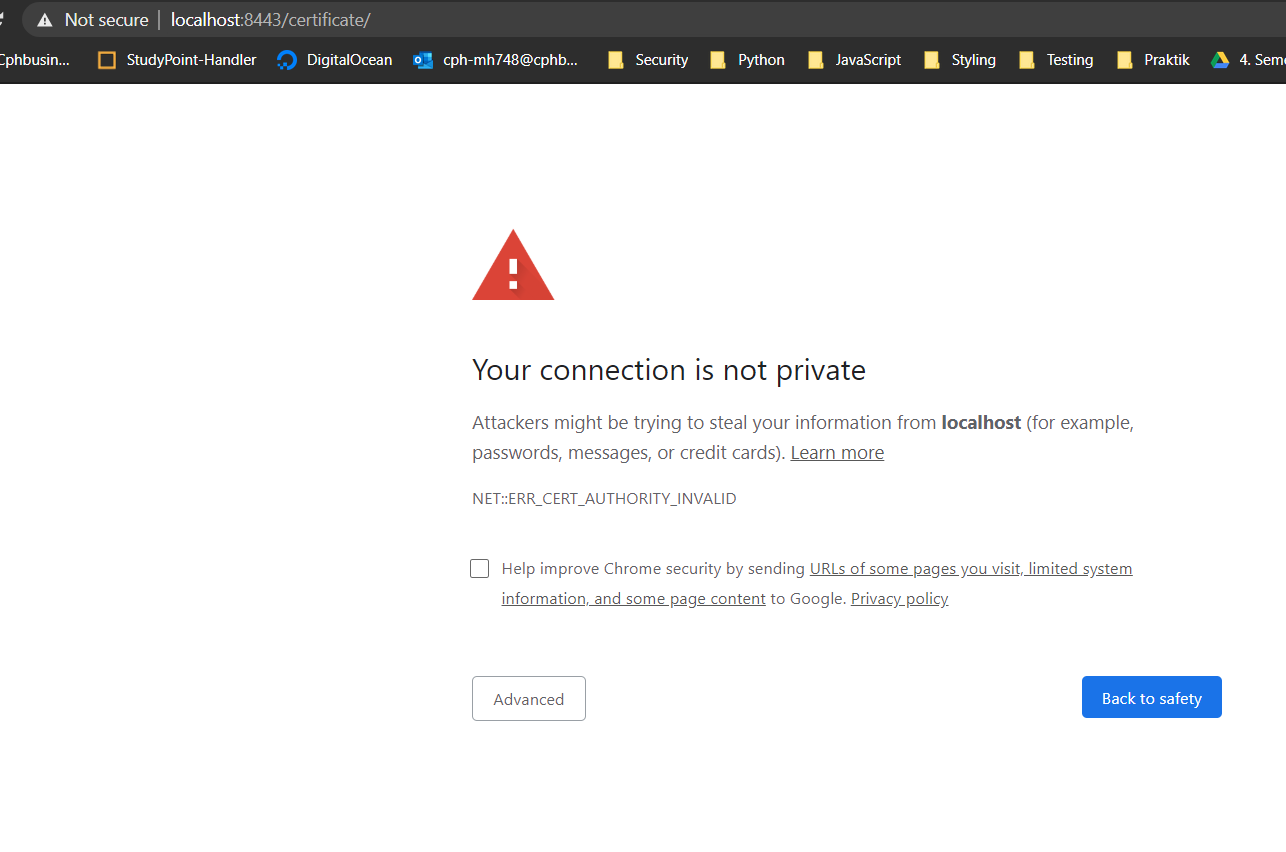 Not secure | localhost:8443/certificate/
Cphbusin... StudyPoint-Handler DigitalOcean cph-mh748@cphb... Security Python JavaScript Styling Testing Praktik 4. Seme
Your connection is not private
Attackers might be trying to steal your information from localhost (for example,
passwords, messages, or credit cards). Learn more
NET::ERR_CERT_AUTHORITY_INVALID
Help improve Chrome security by sending URLs of some pages you visit, limited system
information, and some page content to Google. Privacy policy
Advanced Back to safety